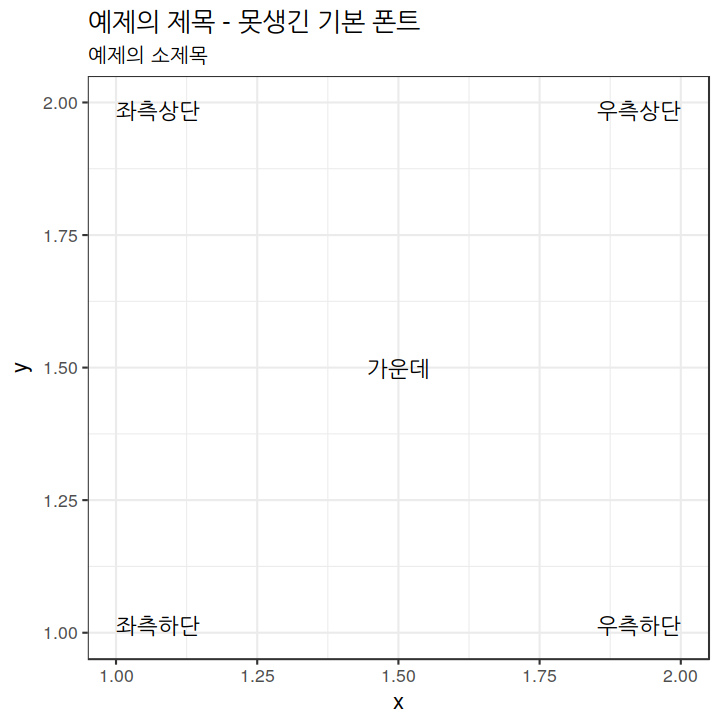 예제의 제목 - 못생긴 기본 폰트
예제의 소제목
2.00
좌측상단 우측상단
1.75
y
1.50
가운데
1.25
1.00
좌측하단 우측하단
1.00 1.25 1.50 1.75 2.00
x